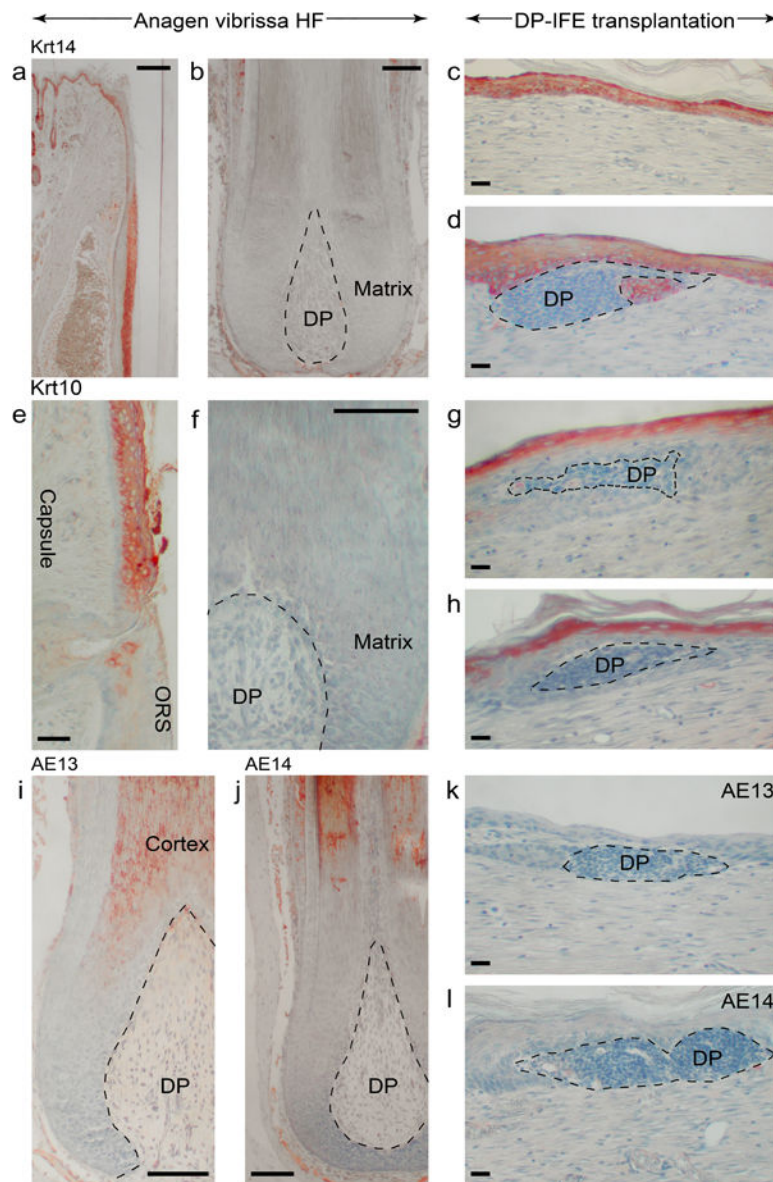 Anagen vibrissa HF
DP-IFE transplantation
Krt14
a
b
c
Matrix
DP
d
DP
Krt10
e
f
g
Capsule
ORS
Matrix
DP
DP
h
DP
AE13
AE14
i
j
k
AE13
Cortex
DP
DP
DP
l
AE14
DP